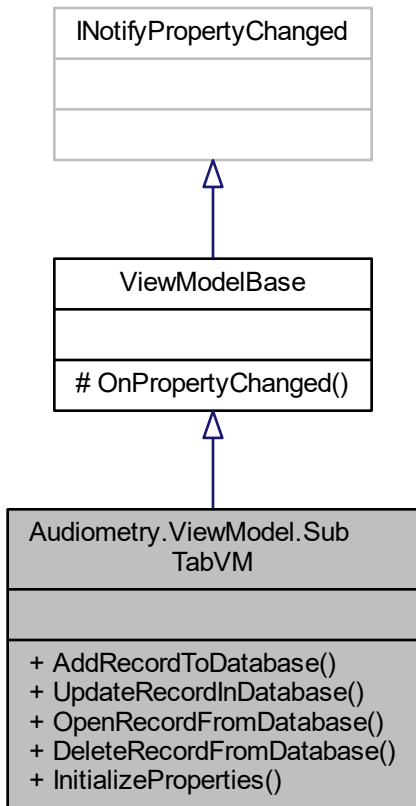 INotifyPropertyChanged
ViewModelBase
# OnPropertyChanged()
Audiometry.ViewModel.Sub
TabVM
+ AddRecordToDatabase()
+ UpdateRecordInDatabase()
+ OpenRecordFromDatabase()
+ DeleteRecordFromDatabase()
+ InitializeProperties()